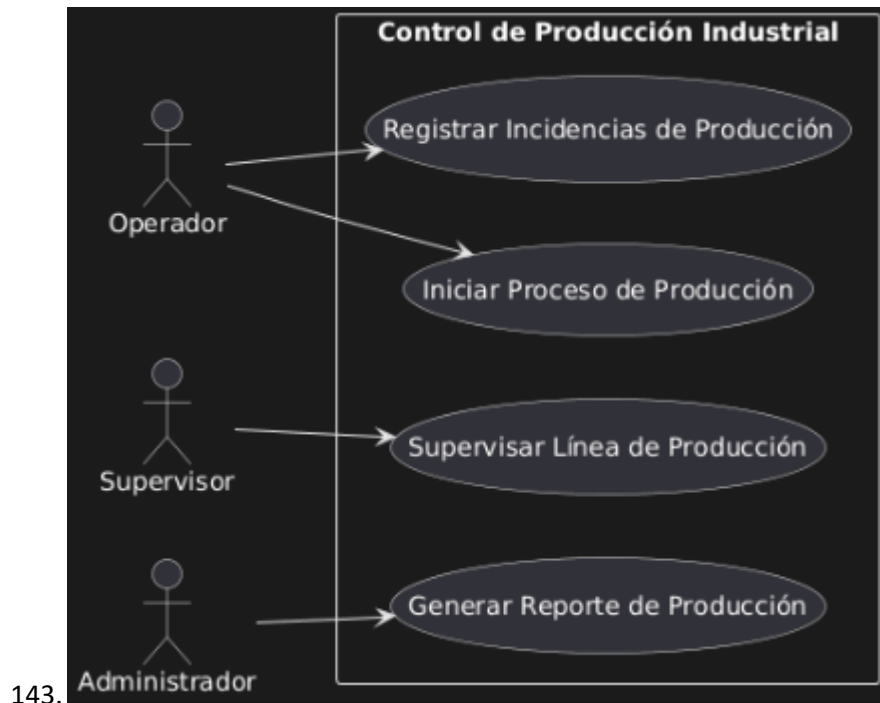 Control de Producción Industrial
Registrar Incidencias de Producción
Operador
Iniciar Proceso de Producción
Supervisar Línea de Producción
Supervisor
Generar Reporte de Producción
Administrador
143.